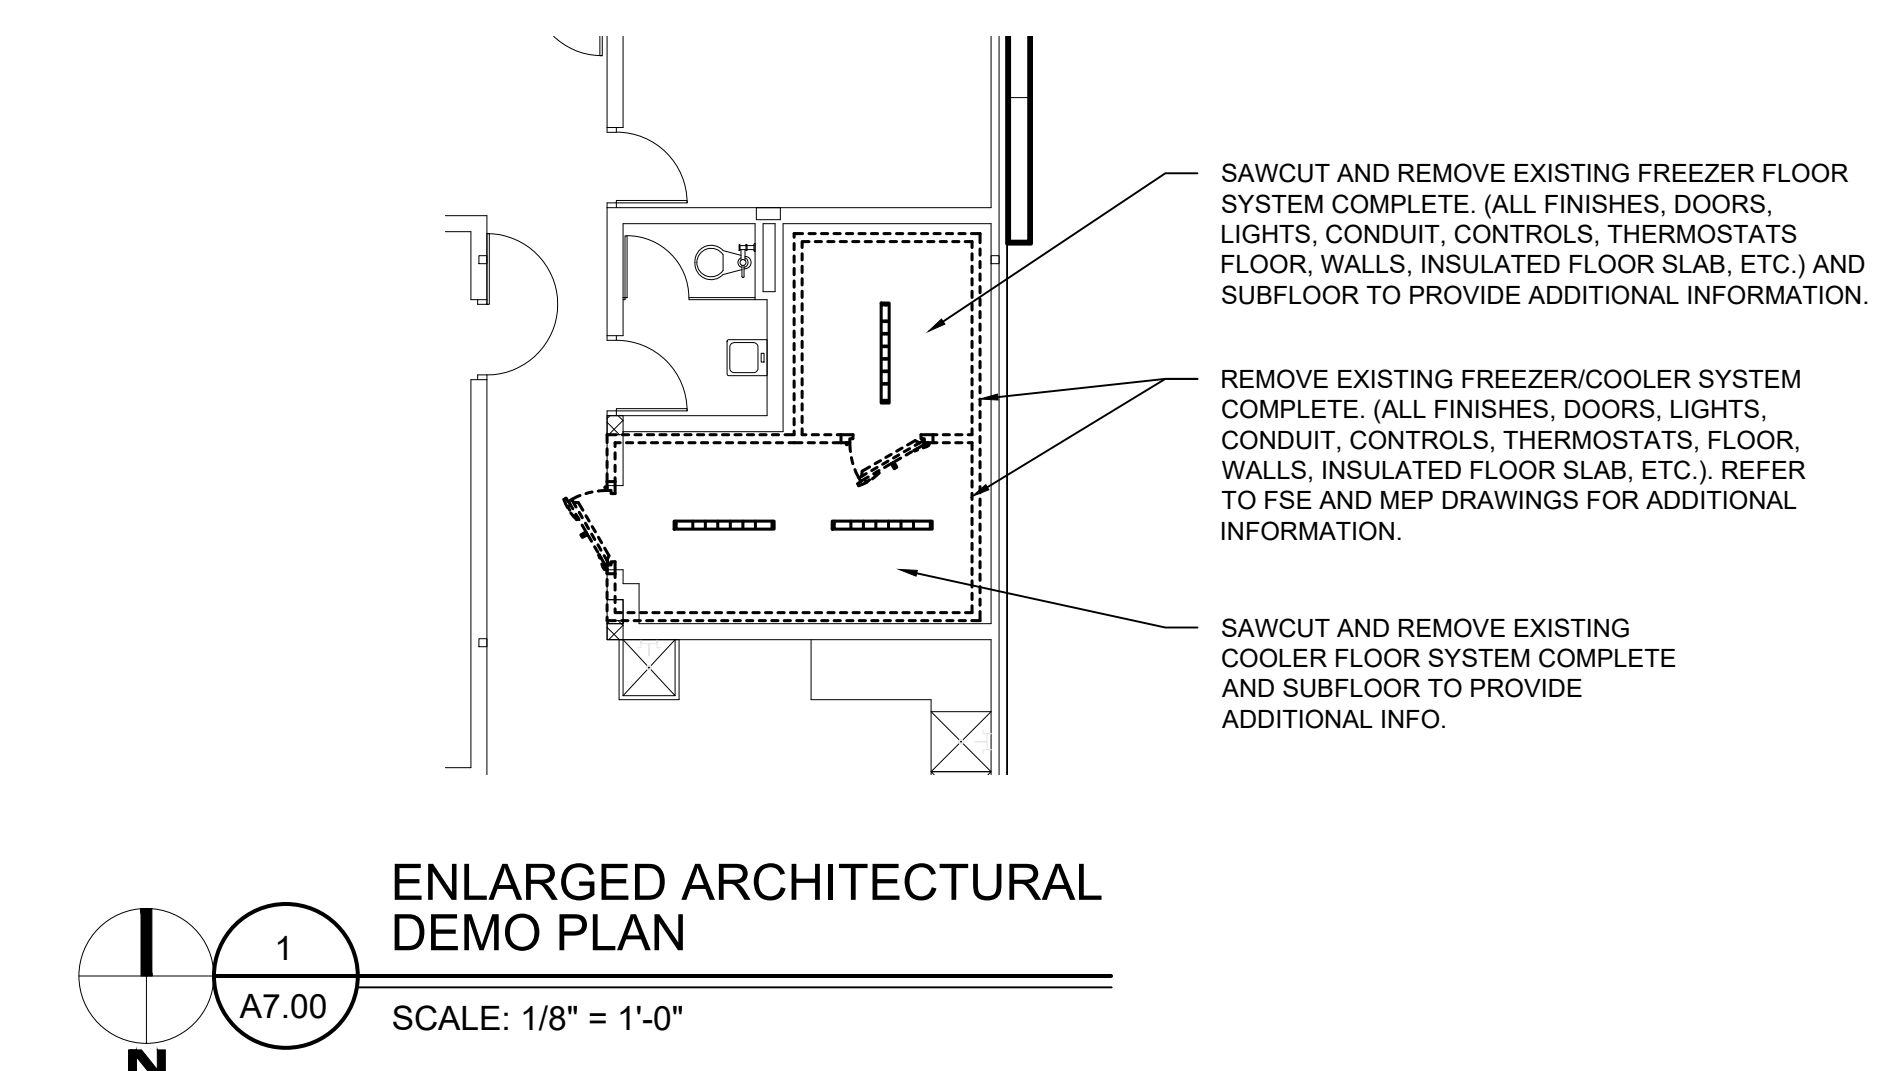 SAWCUT AND REMOVE EXISTING FREEZER FLOOR
SYSTEM COMPLETE. (ALL FINISHES, DOORS,
LIGHTS, CONDUIT, CONTROLS, THERMOSTATS
FLOOR, WALLS, INSULATED FLOOR SLAB, ETC.) AND
SUBFLOOR TO PROVIDE ADDITIONAL INFORMATION.
REMOVE EXISTING FREEZER/COOLER SYSTEM
COMPLETE. (ALL FINISHES, DOORS, LIGHTS,
CONDUIT, CONTROLS, THERMOSTATS, FLOOR,
WALLS, INSULATED FLOOR SLAB, ETC.). REFER
TO FSE AND MEP DRAWINGS FOR ADDITIONAL
INFORMATION.
SAWCUT AND REMOVE EXISTING
COOLER FLOOR SYSTEM COMPLETE
AND SUBFLOOR TO PROVIDE
ADDITIONAL INFO.
ENLARGED ARCHITECTURAL
DEMO PLAN
1
A7.00
SCALE: 1/8" = 1'-0"
N